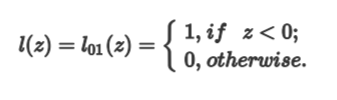 l(z) = l₀₁(z) = { 1, if z < 0;
0, otherwise.